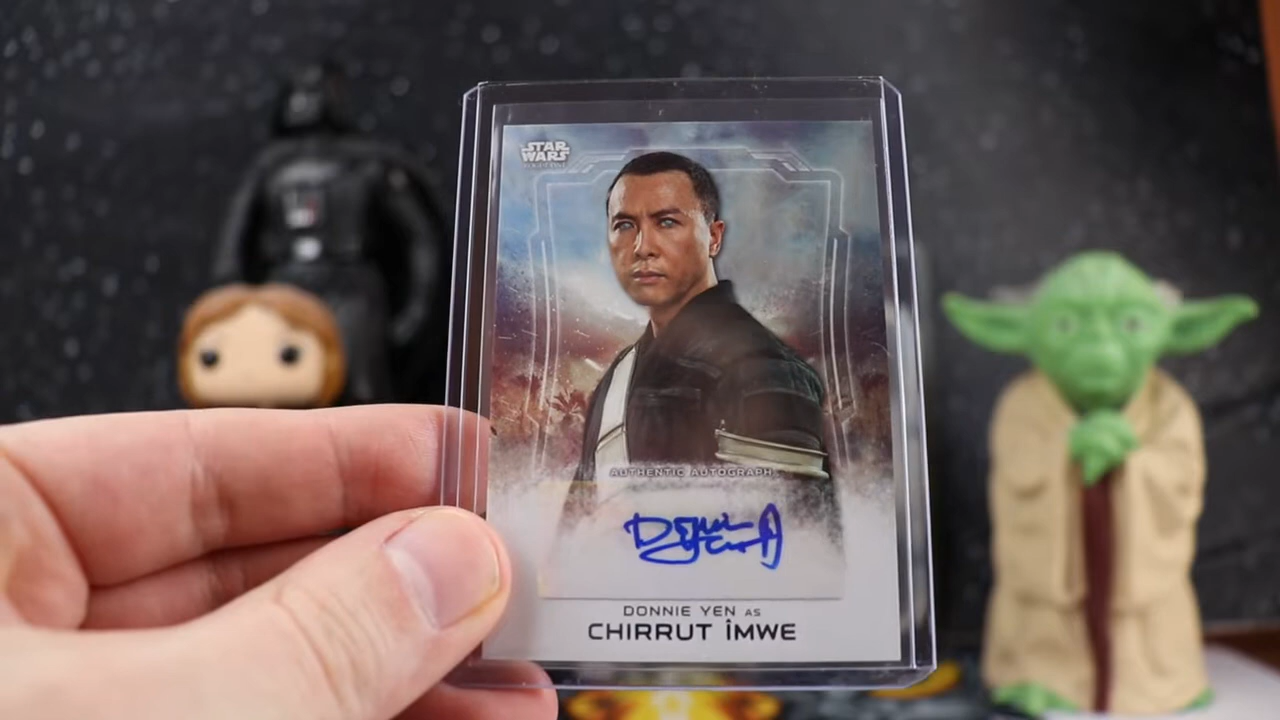 STAR
WARS
AUTHENTIC AUTOGRAPH
DONNIE YEN AS
CHIRRUT ÎMWE